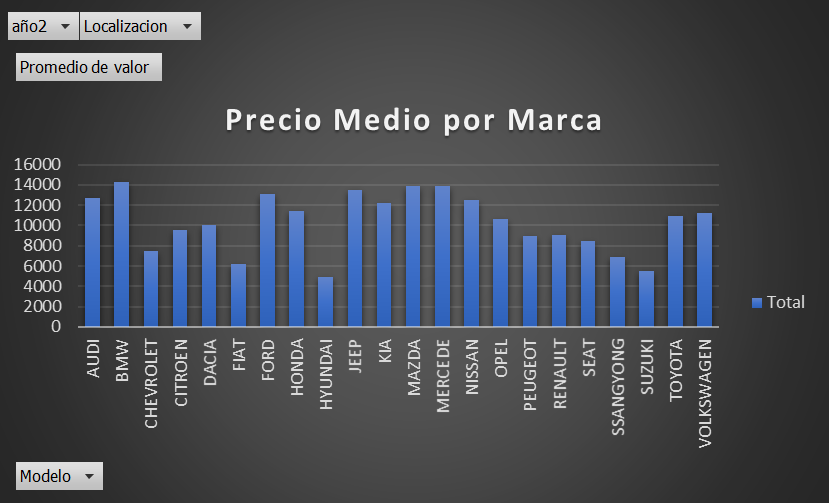 año2 Localizacion
Promedio de valor
Precio Medio por Marca
16000
14000
12000
10000
8000
6000
4000
2000
0
AUDI
BMW
CHEVROLET
CITROEN
DACIA
FIAT
FORD
HONDA
HYUNDAI
JEEP
KIA
MAZDA
MERCEDE
NISSAN
OPEL
PEUGEOT
RENAULT
SEAT
SSANGYONG
SUZUKI
TOYOTA
VOLKSWAGEN
Total
Modelo